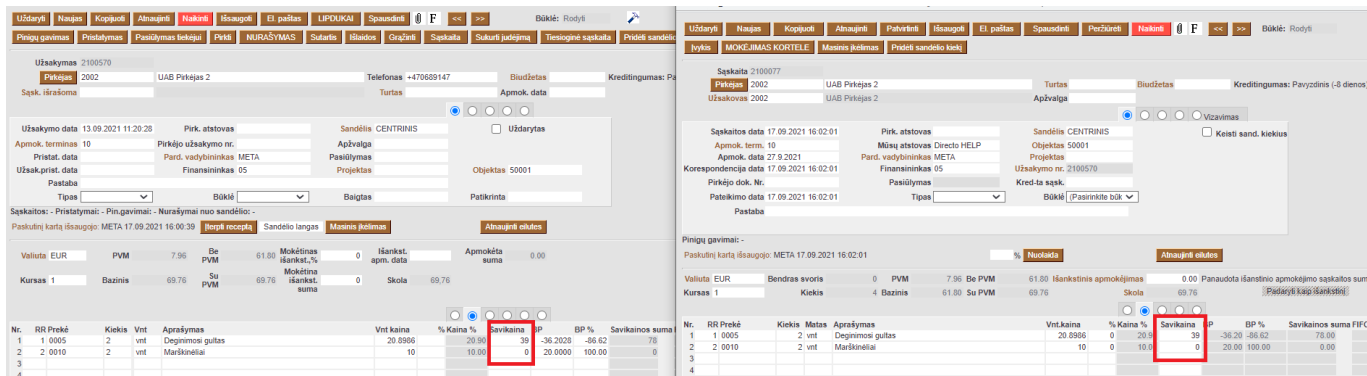 Uždaryti Naujas Kopijuoti Atnaujinti Naikinti Išsaugoti El. paštas LIPDUKAI Spausdinti F << >> Būklė: Rodyti
Pinigų gavimas Pristatymas Pasiūlymas tiekėjui Pirkti NURAŠYMAS Sutartis Išlaidos Grąžinti Sąskaita Sukurti judėjimą Tiesioginė sąskaita Pridėti sandėlio
Užsakymas 2100570
Pirkėjas 2002 UAB Pirkėjas 2 Telefonas +470689147 Biudžetas Kreditingumas: Pa
Sąsk. išrašoma Turtas Apmok. data
Užsakymo data 13.09.2021 11:20:28 Pirk. atstovas Sandėlis CENTRINIS Uždarytas
Apmok. terminas 10 Pirkėjo užsakymo nr. Apžvalga
Pristat. data Pard. vadybininkas META Pasiūlymas
Užsak.prist. data Finansininkas 05 Projektas Objektas 50001
Pastaba
Tipas Būklė Baigtas Patikrinta
Sąskaitos: - Pristatymai: - Pin.gavimai: - Nurašymai nuo sandėlio: -
Paskutinį kartą išsaugojo: META 17.09.2021 16:00:39 Įterpti receptą Sandėlio langas Masinis įkėlimas Atnaujinti eilutes
Valiuta EUR PVM 7.96 Be PVM 61.80 Mokėtinas išankst.,% 0 Išankst. apm. data Apmokėta suma 0.00
Kursas 1 Bazinis 69.76 Su PVM 69.76 Mokėtina išankst. suma 0 Skola 69.76
Nr. RR Prekė Kiekis Vnt Aprašymas Vnt kaina % Kaina % Savikaina BP BP % Savikainos suma
1 1 0005 2 vnt Deginimosi gultas 20.8986 20.90 39 -36.2028 -86.62 78
2 2 0010 2 vnt Marškinėliai 10 10.00 0 20.0000 100.00 0
3
4
Uždaryti Naujas Kopijuoti Atnaujinti Patvirtinti Išsaugoti El. paštas Spausdinti Peržiūrėti Naikinti F << >> Būklė: Rodyti
Įvykis MOKĖJIMAS KORTELE Masinis įkėlimas Pridėti sandėlio kiekį
Sąskaita 2100077
Pirkėjas 2002 UAB Pirkėjas 2 Turtas Biudžetas Kreditingumas: Pavyzdinis (-8 dienos)
Užsakovas 2002 UAB Pirkėjas 2 Apžvalga
Vizavimas
Sąskaitos data 17.09.2021 16:02:01 Pirk. atstovas Sandėlis CENTRINIS Keisti sand. kiekius
Apmok. term. 10 Mūsų atstovas Directo HELP Objektas 50001
Apmok. data 27.9.2021 Pard. vadybininkas META Projektas
Korespondencija data 17.09.2021 16:02:01 Finansininkas 05 Užsakymo nr. 2100570
Pirkėjo dok. Nr. Pasiūlymas Kred-ta sąsk.
Pateikimo data 17.09.2021 16:02:01 Tipas Būklė (Pasirinkite būk
Pastaba
Pinigų gavimai: -
Paskutinį kartą išsaugojo: META 17.09.2021 16:02:01 % Nuolaida Atnaujinti eilutes
Valiuta EUR Bendras svoris 0 PVM 7.96 Be PVM 61.80 Išankstinis apmokėjimas 0.00 Panaudota išanstinio apmokėjimo sąskaitos sum
Kursas 1 Kiekis 4 Bazinis 61.80 Su PVM 69.76 Skola 69.76 Padaryti kaip išankstinį
Nr. RR Prekė Kiekis Matas Aprašymas Vnt.kaina % Kaina % Savikaina BP BP % Savikainos suma FIFO
1 1 0005 2 vnt Deginimosi gultas 20.8986 0 20.9 39 -36.20 -86.62 78.00
2 2 0010 2 vnt Marškinėliai 10 0 10.0 0 20.00 100.00 0.00
3
4